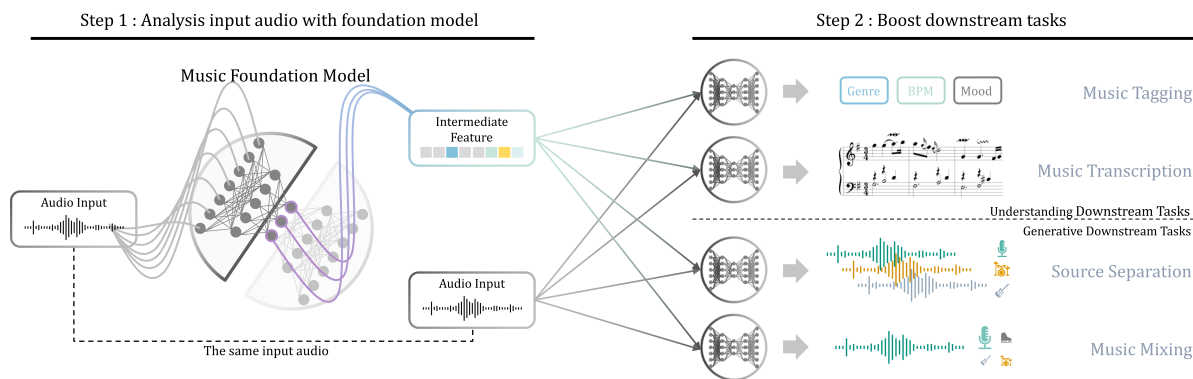 Step 1 : Analysis input audio with foundation model
Step 2 : Boost downstream tasks
Music Foundation Model
Audio Input
Intermediate
Feature
Audio Input
The same input audio
Genre
BPM
Mood
Music Tagging
Music Transcription
Understanding Downstream Tasks
Generative Downstream Tasks
Source Separation
Music Mixing